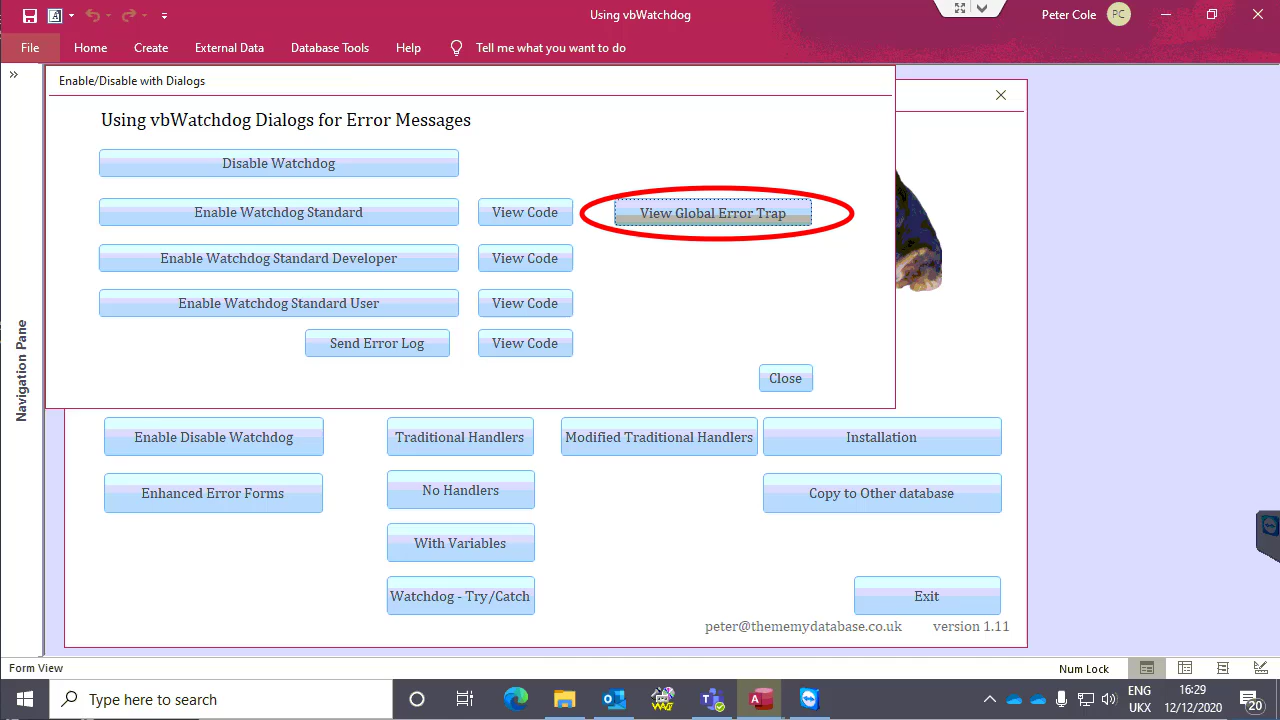 Using vbWatchdog
Peter Cole
PC
File
Home
Create
External Data
Database Tools
Help
Tell me what you want to do
»
Enable/Disable with Dialogs
Using vbWatchdog Dialogs for Error Messages
Disable Watchdog
Enable Watchdog Standard
View Code
View Global Error Trap
Enable Watchdog Standard Developer
View Code
Enable Watchdog Standard User
View Code
Send Error Log
View Code
Close
Navigation Pane
Enable Disable Watchdog
Traditional Handlers
Modified Traditional Handlers
Installation
Enhanced Error Forms
No Handlers
Copy to Other database
With Variables
Watchdog - Try/Catch
Exit
peter@thememydatabase.co.uk
version 1.11
Form View
Num Lock
Type here to search
ENG
UKX
16:29
12/12/2020
20